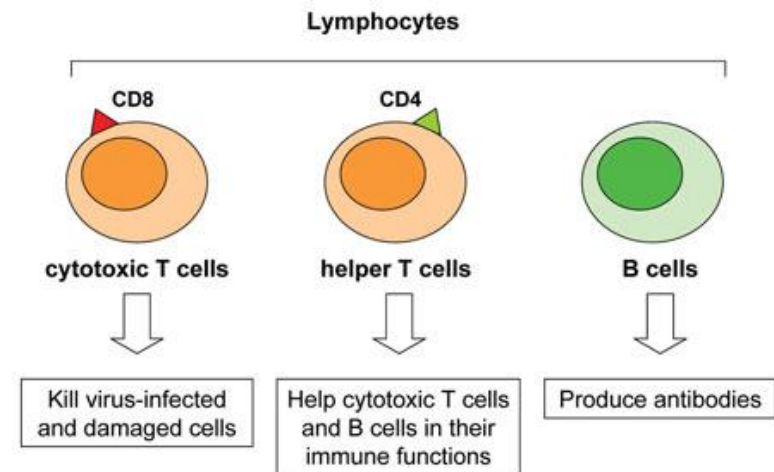 Lymphocytes
CD8
CD4
cytotoxic T cells
helper T cells
B cells
Kill virus-infected
and damaged cells
Help cytotoxic T cells
and B cells in their
immune functions
Produce antibodies